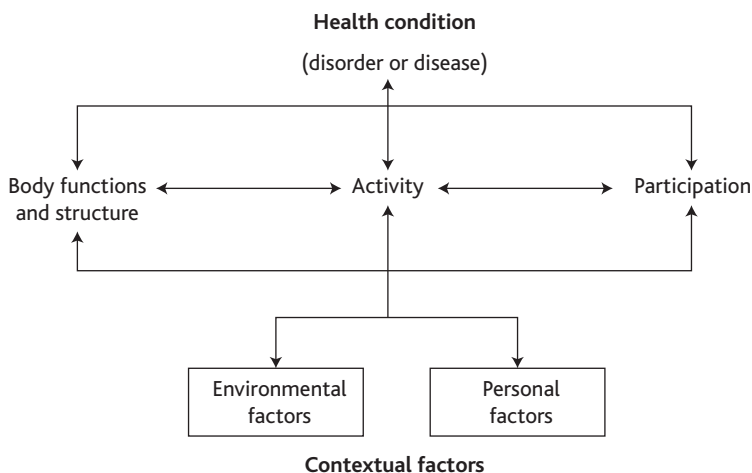 Health condition
(disorder or disease)
Body functions
and structure
Activity
Participation
Environmental
factors
Personal
factors
Contextual factors